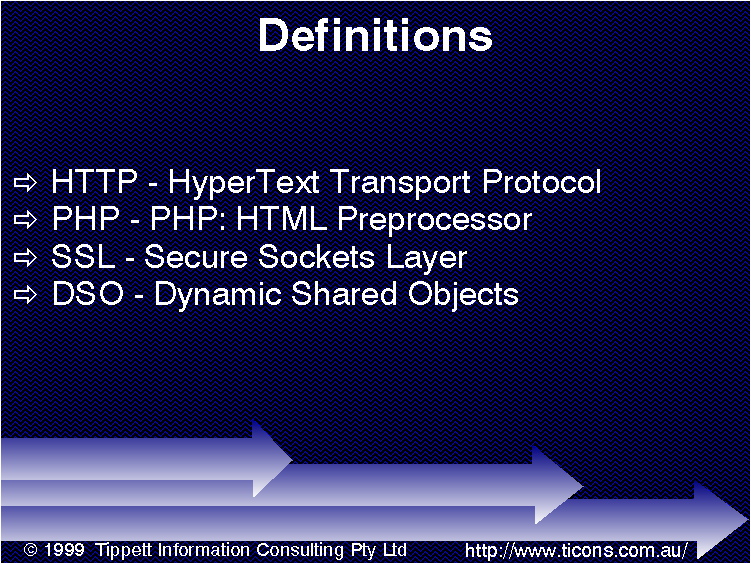 Definitions
⇨ HTTP - HyperText Transport Protocol
⇨ PHP - PHP: HTML Preprocessor
⇨ SSL - Secure Sockets Layer
⇨ DSO - Dynamic Shared Objects
© 1999 Tippett Information Consulting Pty Ltd http://www.ticons.com.au/